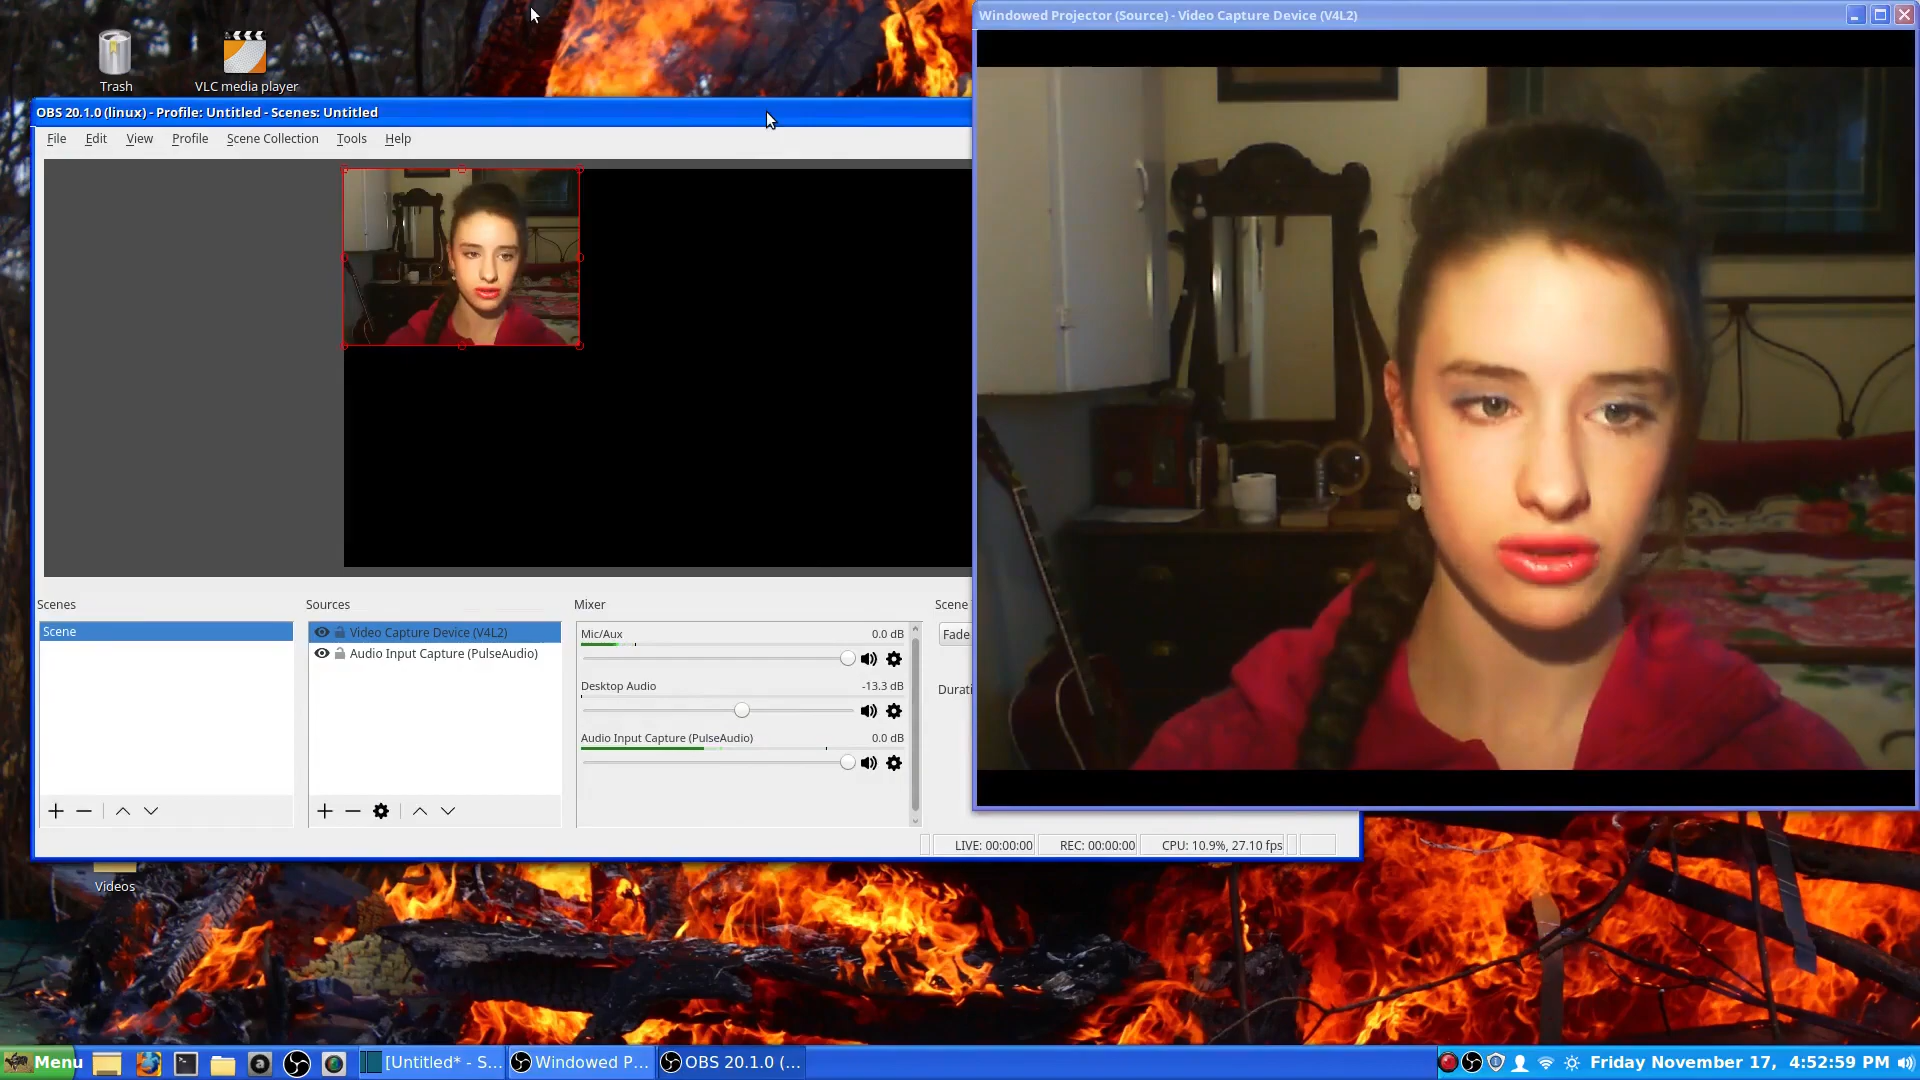 Windowed Projector (Source) - Video Capture Device (V4L2)
Trash
VLC media player
OBS 20.1.0 (linux) - Profile: Untitled - Scenes: Untitled
File Edit View Profile Scene Collection Tools Help
Scenes
Sources
Mixer
Scene
Scene
Video Capture Device (V4L2)
Audio Input Capture (PulseAudio)
Mic/Aux 0.0 dB
Desktop Audio -13.3 dB
Audio Input Capture (PulseAudio) 0.0 dB
Fade
Durati
LIVE: 00:00:00 REC: 00:00:00 CPU: 10.9%, 27.10 fps
Videos
Menu
[Untitled* - S...
Windowed P...
OBS 20.1.0 (...
Friday November 17, 4:52:59 PM